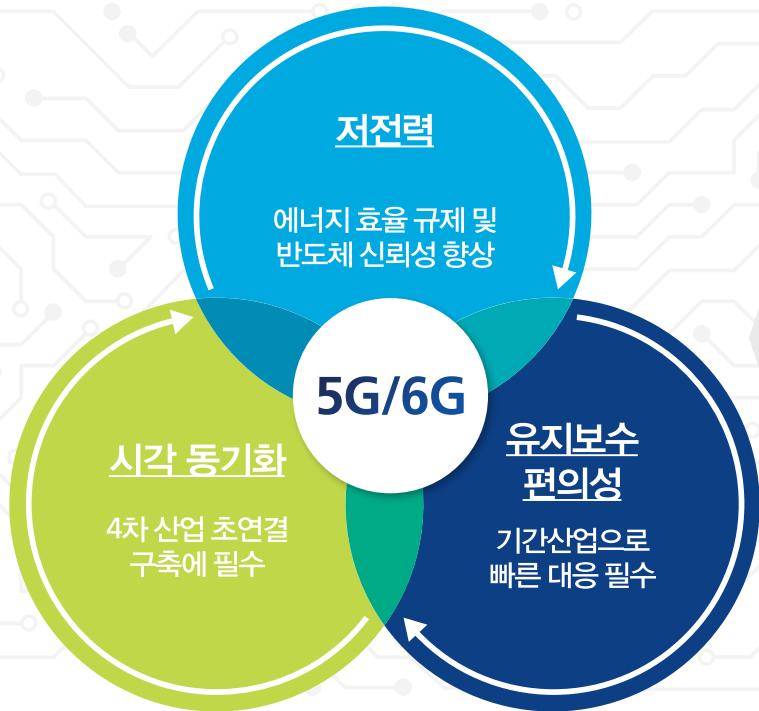 저전력
에너지 효율 규제 및
반도체 신뢰성 향상
5G/6G
시각 동기화
4차 산업 초연결
구축에 필수
유지보수
편의성
기간산업으로
빠른 대응 필수